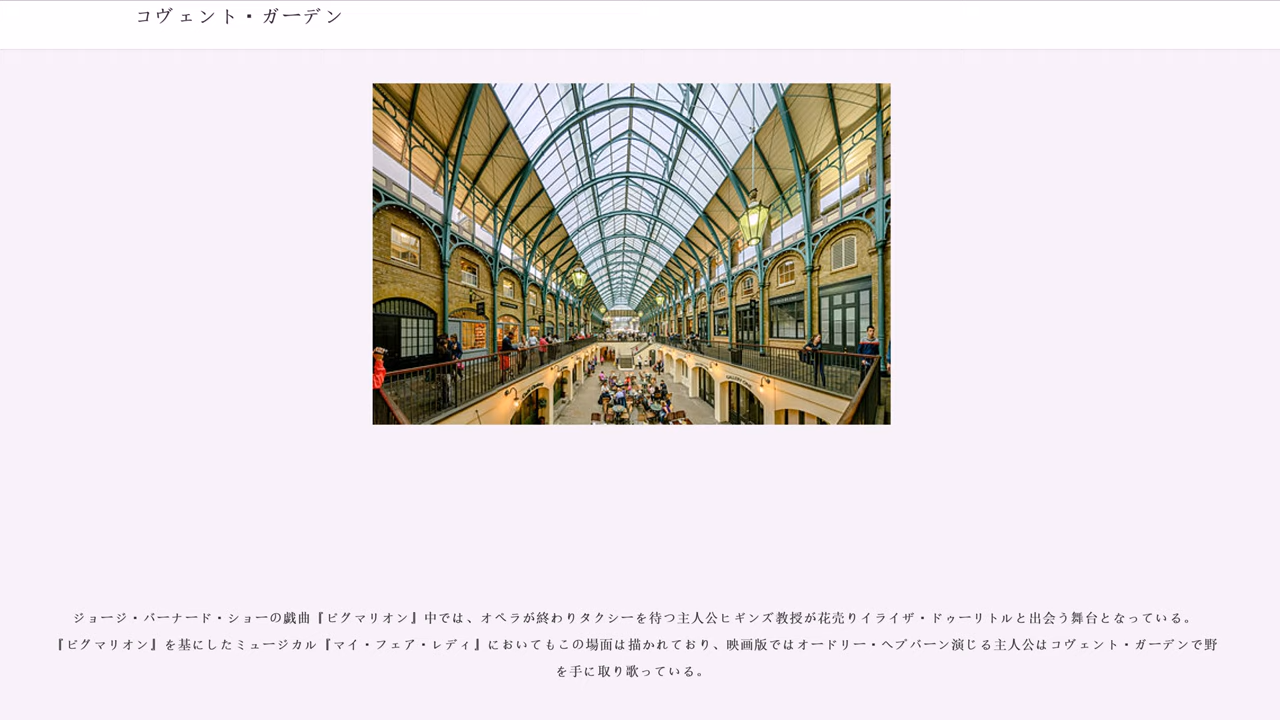 コヴェント・ガーデン
ジョージ・バーナード・ショーの戯曲『ピグマリオン』中では、オペラが終わりタクシーを待つ主人公ヒギンズ教授が花売りイライザ・ドゥーリトルと出会う舞台となっている。
『ピグマリオン』を基にしたミュージカル『マイ・フェア・レディ』においてもこの場面は描かれており、映画版ではオードリー・ヘプバーン演じる主人公はコヴェント・ガーデンで野
を手に取り歌っている。